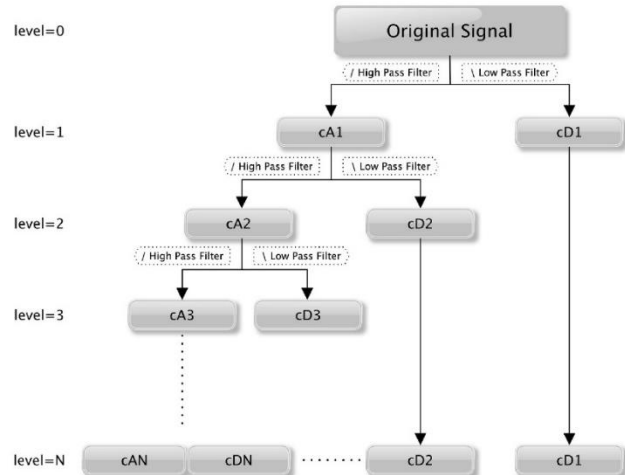 level=0
Original Signal
/ High Pass Filter
\ Low Pass Filter
level=1
cA1
cD1
/ High Pass Filter
\ Low Pass Filter
level=2
cA2
cD2
/ High Pass Filter
\ Low Pass Filter
level=3
cA3
cD3
level=N
cAN
cDN
cD2
cD1